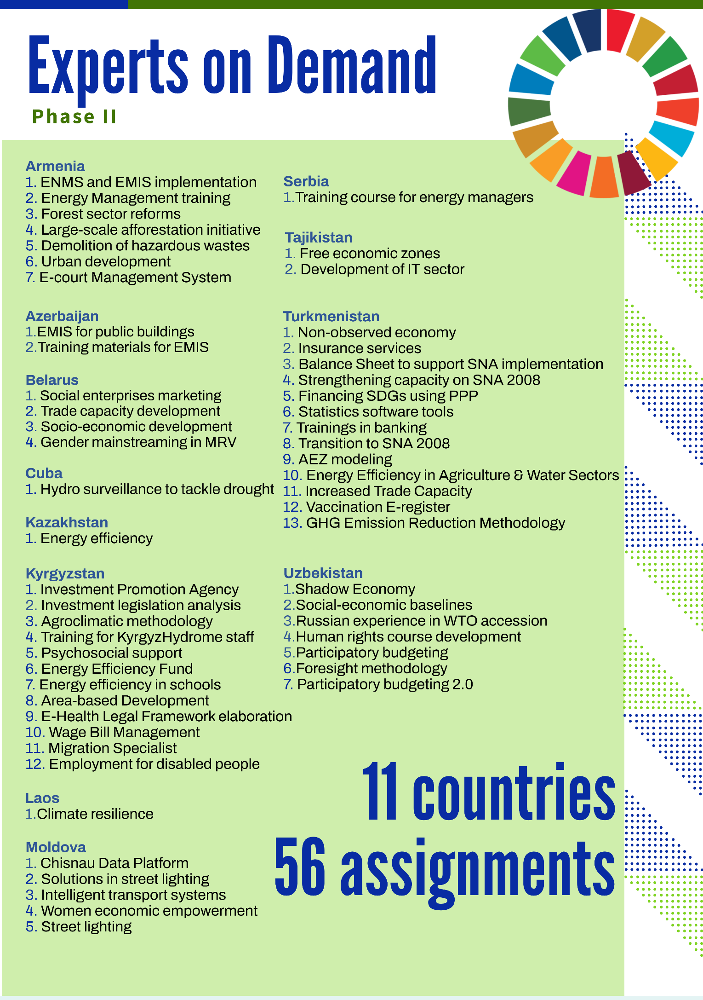 Experts on Demand
Phase II
Armenia
1. ENMS and EMIS implementation
2. Energy Management training
3. Forest sector reforms
4. Large-scale afforestation initiative
5. Demolition of hazardous wastes
6. Urban development
7. E-court Management System
Azerbaijan
1.EMIS for public buildings
2.Training materials for EMIS
Belarus
1. Social enterprises marketing
2. Trade capacity development
3. Socio-economic development
4. Gender mainstreaming in MRV
Cuba
1. Hydro surveillance to tackle drought
Kazakhstan
1. Energy efficiency
Kyrgyzstan
1. Investment Promotion Agency
2. Investment legislation analysis
3. Agroclimatic methodology
4. Training for KyrgyzHydrome staff
5. Psychosocial support
6. Energy Efficiency Fund
7. Energy efficiency in schools
8. Area-based Development
9. E-Health Legal Framework elaboration
10. Wage Bill Management
11. Migration Specialist
12. Employment for disabled people
Laos
1.Climate resilience
Moldova
1. Chisnau Data Platform
2. Solutions in street lighting
3. Intelligent transport systems
4. Women economic empowerment
5. Street lighting
Serbia
1.Training course for energy managers
Tajikistan
1. Free economic zones
2. Development of IT sector
Turkmenistan
1. Non-observed economy
2. Insurance services
3. Balance Sheet to support SNA implementation
4. Strengthening capacity on SNA 2008
5. Financing SDGs using PPP
6. Statistics software tools
7. Trainings in banking
8. Transition to SNA 2008
9. AEZ modeling
10. Energy Efficiency in Agriculture & Water Sectors
11. Increased Trade Capacity
12. Vaccination E-register
13. GHG Emission Reduction Methodology
Uzbekistan
1.Shadow Economy
2.Social-economic baselines
3.Russian experience in WTO accession
4.Human rights course development
5.Participatory budgeting
6.Foresight methodology
7. Participatory budgeting 2.0
11 countries
56 assignments